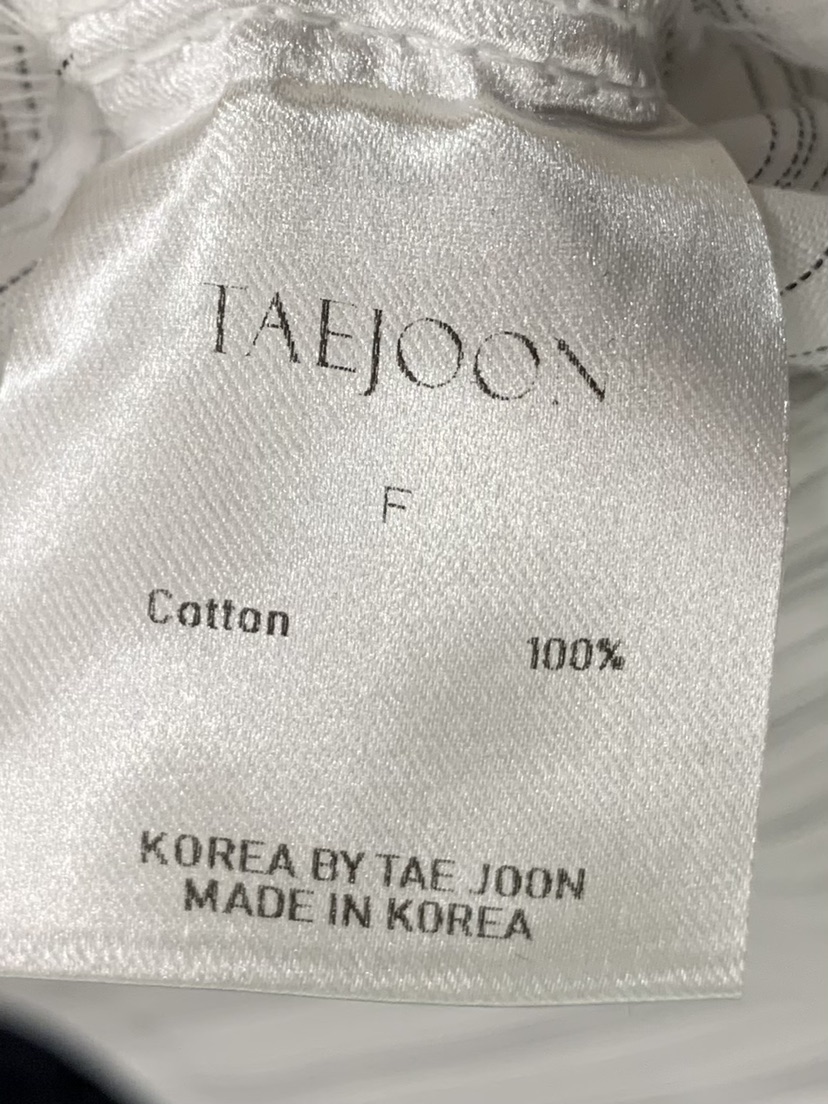 TAEJOON
F
Cotton 100%
KOREA BY TAE JOON
MADE IN KOREA